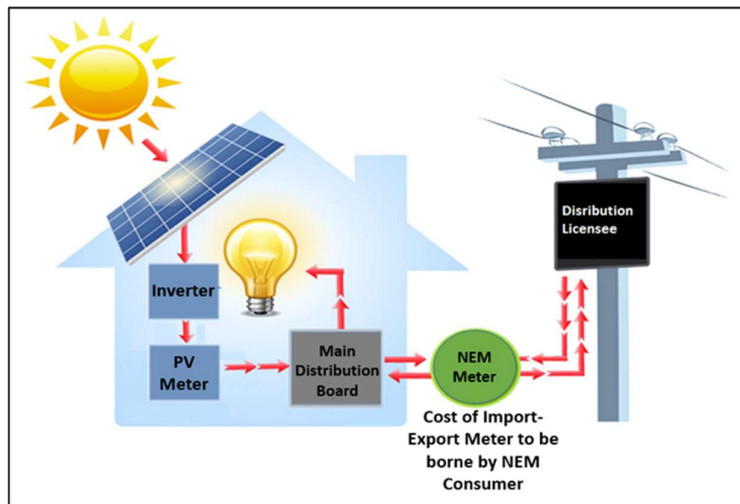 Disribution
Licensee
Inverter
PV
Meter
Main
Distribution
Board
NEM
Meter
Cost of Import-
Export Meter to be
borne by NEM
Consumer